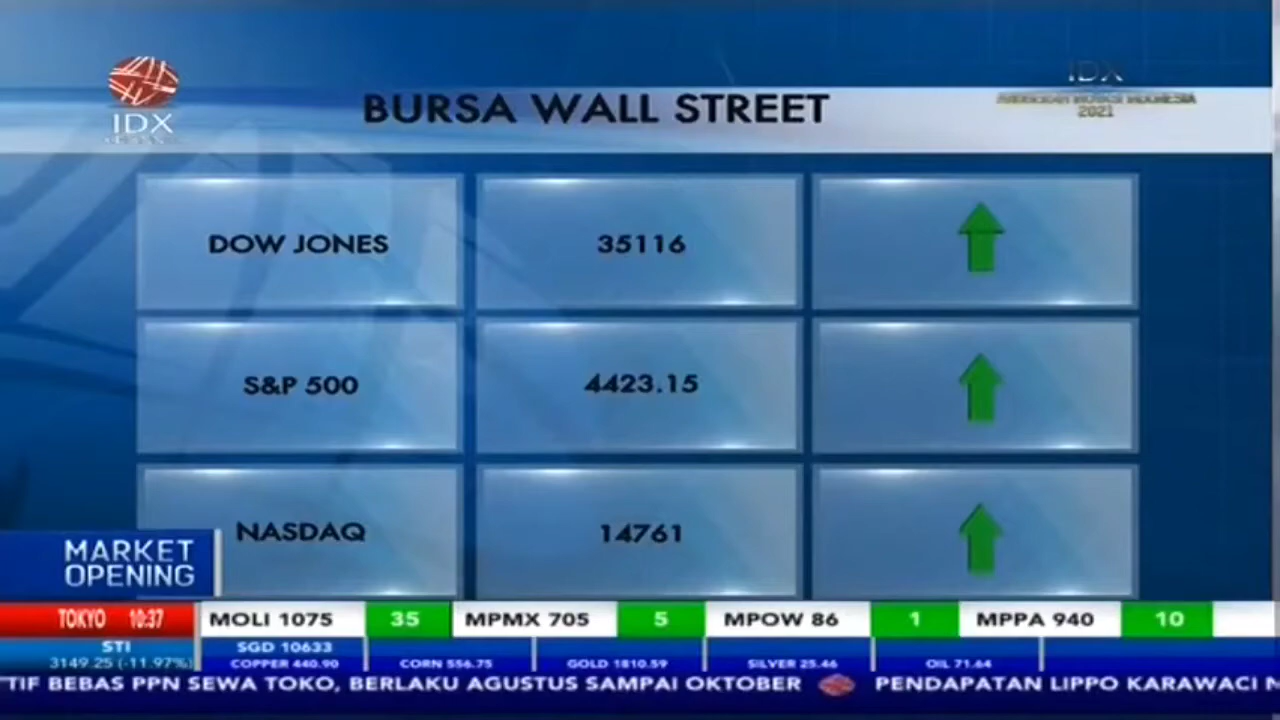 IDX
IDX
2021
BURSA WALL STREET
DOW JONES 35116
S&P 500 4423.15
NASDAQ 14761
MARKET
OPENING
TOKYO 10:37 MOLI 1075 35 MPMX 705 5 MPOW 86 1 MPPA 940 10
STI SGD 10633
3149.25 (-11.97%) COPPER 440.90 CORN 556.75 GOLD 1810.59 SILVER 25.46 OIL 71.64
TIF BEBAS PPN SEWA TOKO, BERLAKU AGUSTUS SAMPAI OKTOBER PENDAPATAN LIPPO KARAWACI